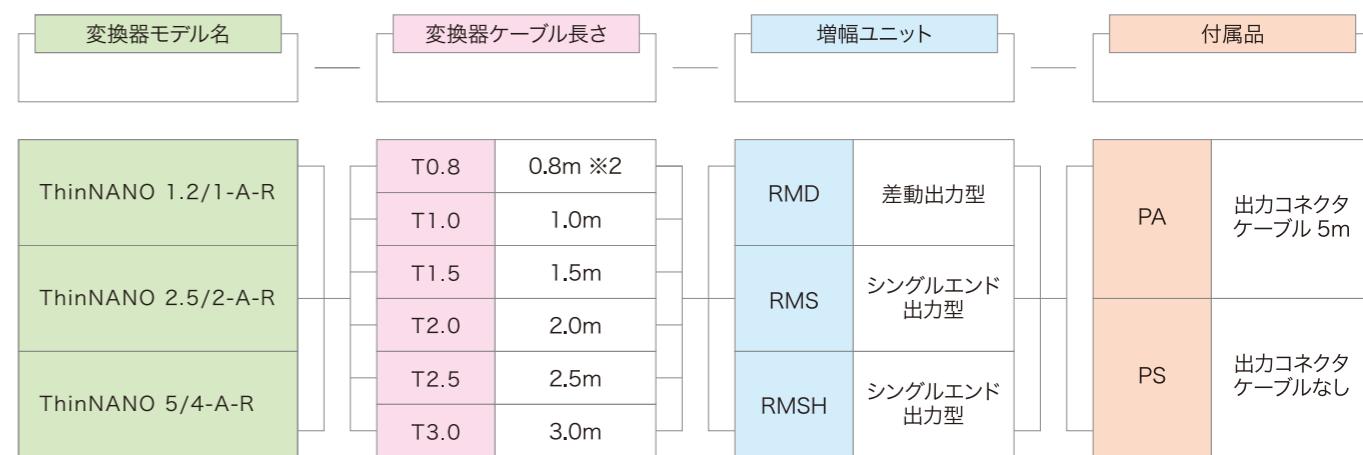 変換器モデル名
変換器ケーブル長さ
増幅ユニット
付属品
ThinNANO 1.2/1-A-R
ThinNANO 2.5/2-A-R
ThinNANO 5/4-A-R
T0.8 0.8m ※2
T1.0 1.0m
T1.5 1.5m
T2.0 2.0m
T2.5 2.5m
T3.0 3.0m
RMD 差動出力型
RMS シングルエンド
出力型
RMSH シングルエンド
出力型
PA 出力コネクタ
ケーブル 5m
PS 出力コネクタ
ケーブルなし